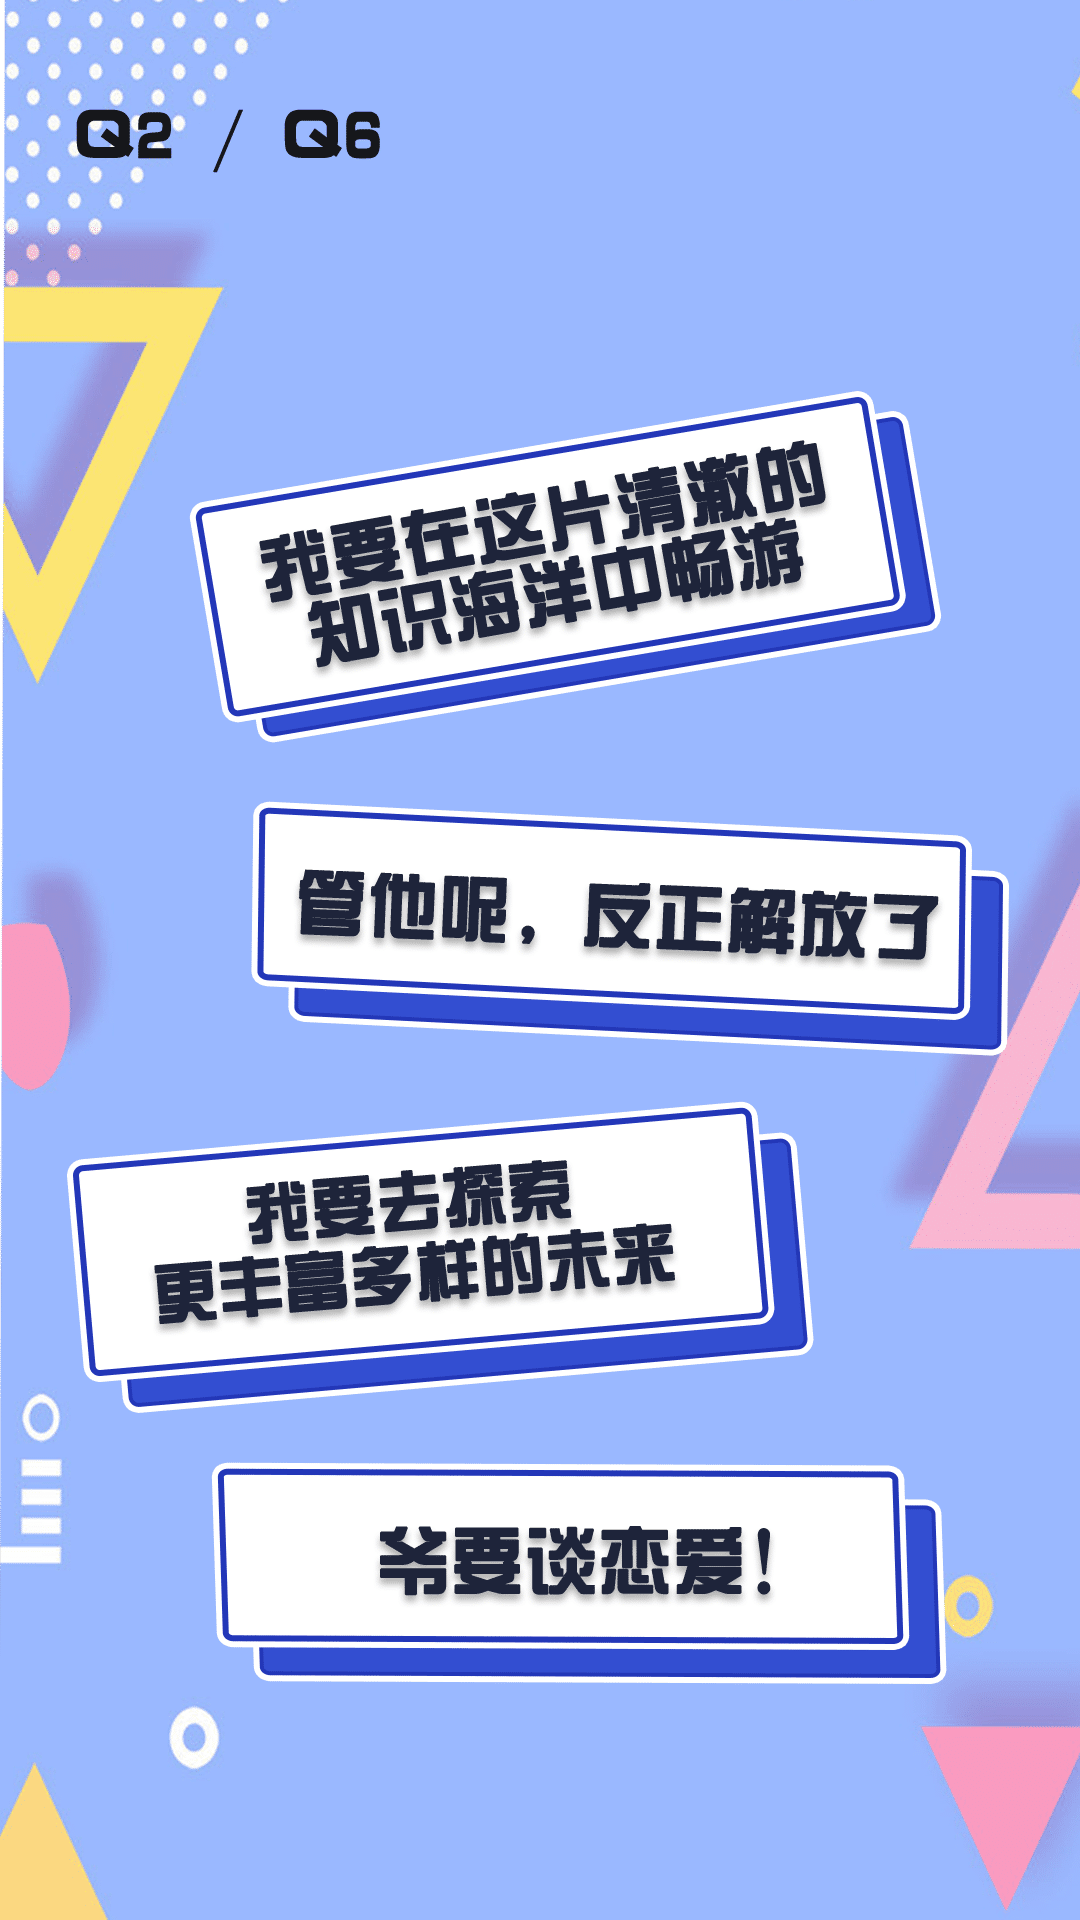 Q2 / Q6
我要在这片清澈的
知识海洋中畅游
管他呢，反正解放了
我要去探索
更丰富多样的未来
爷要谈恋爱！